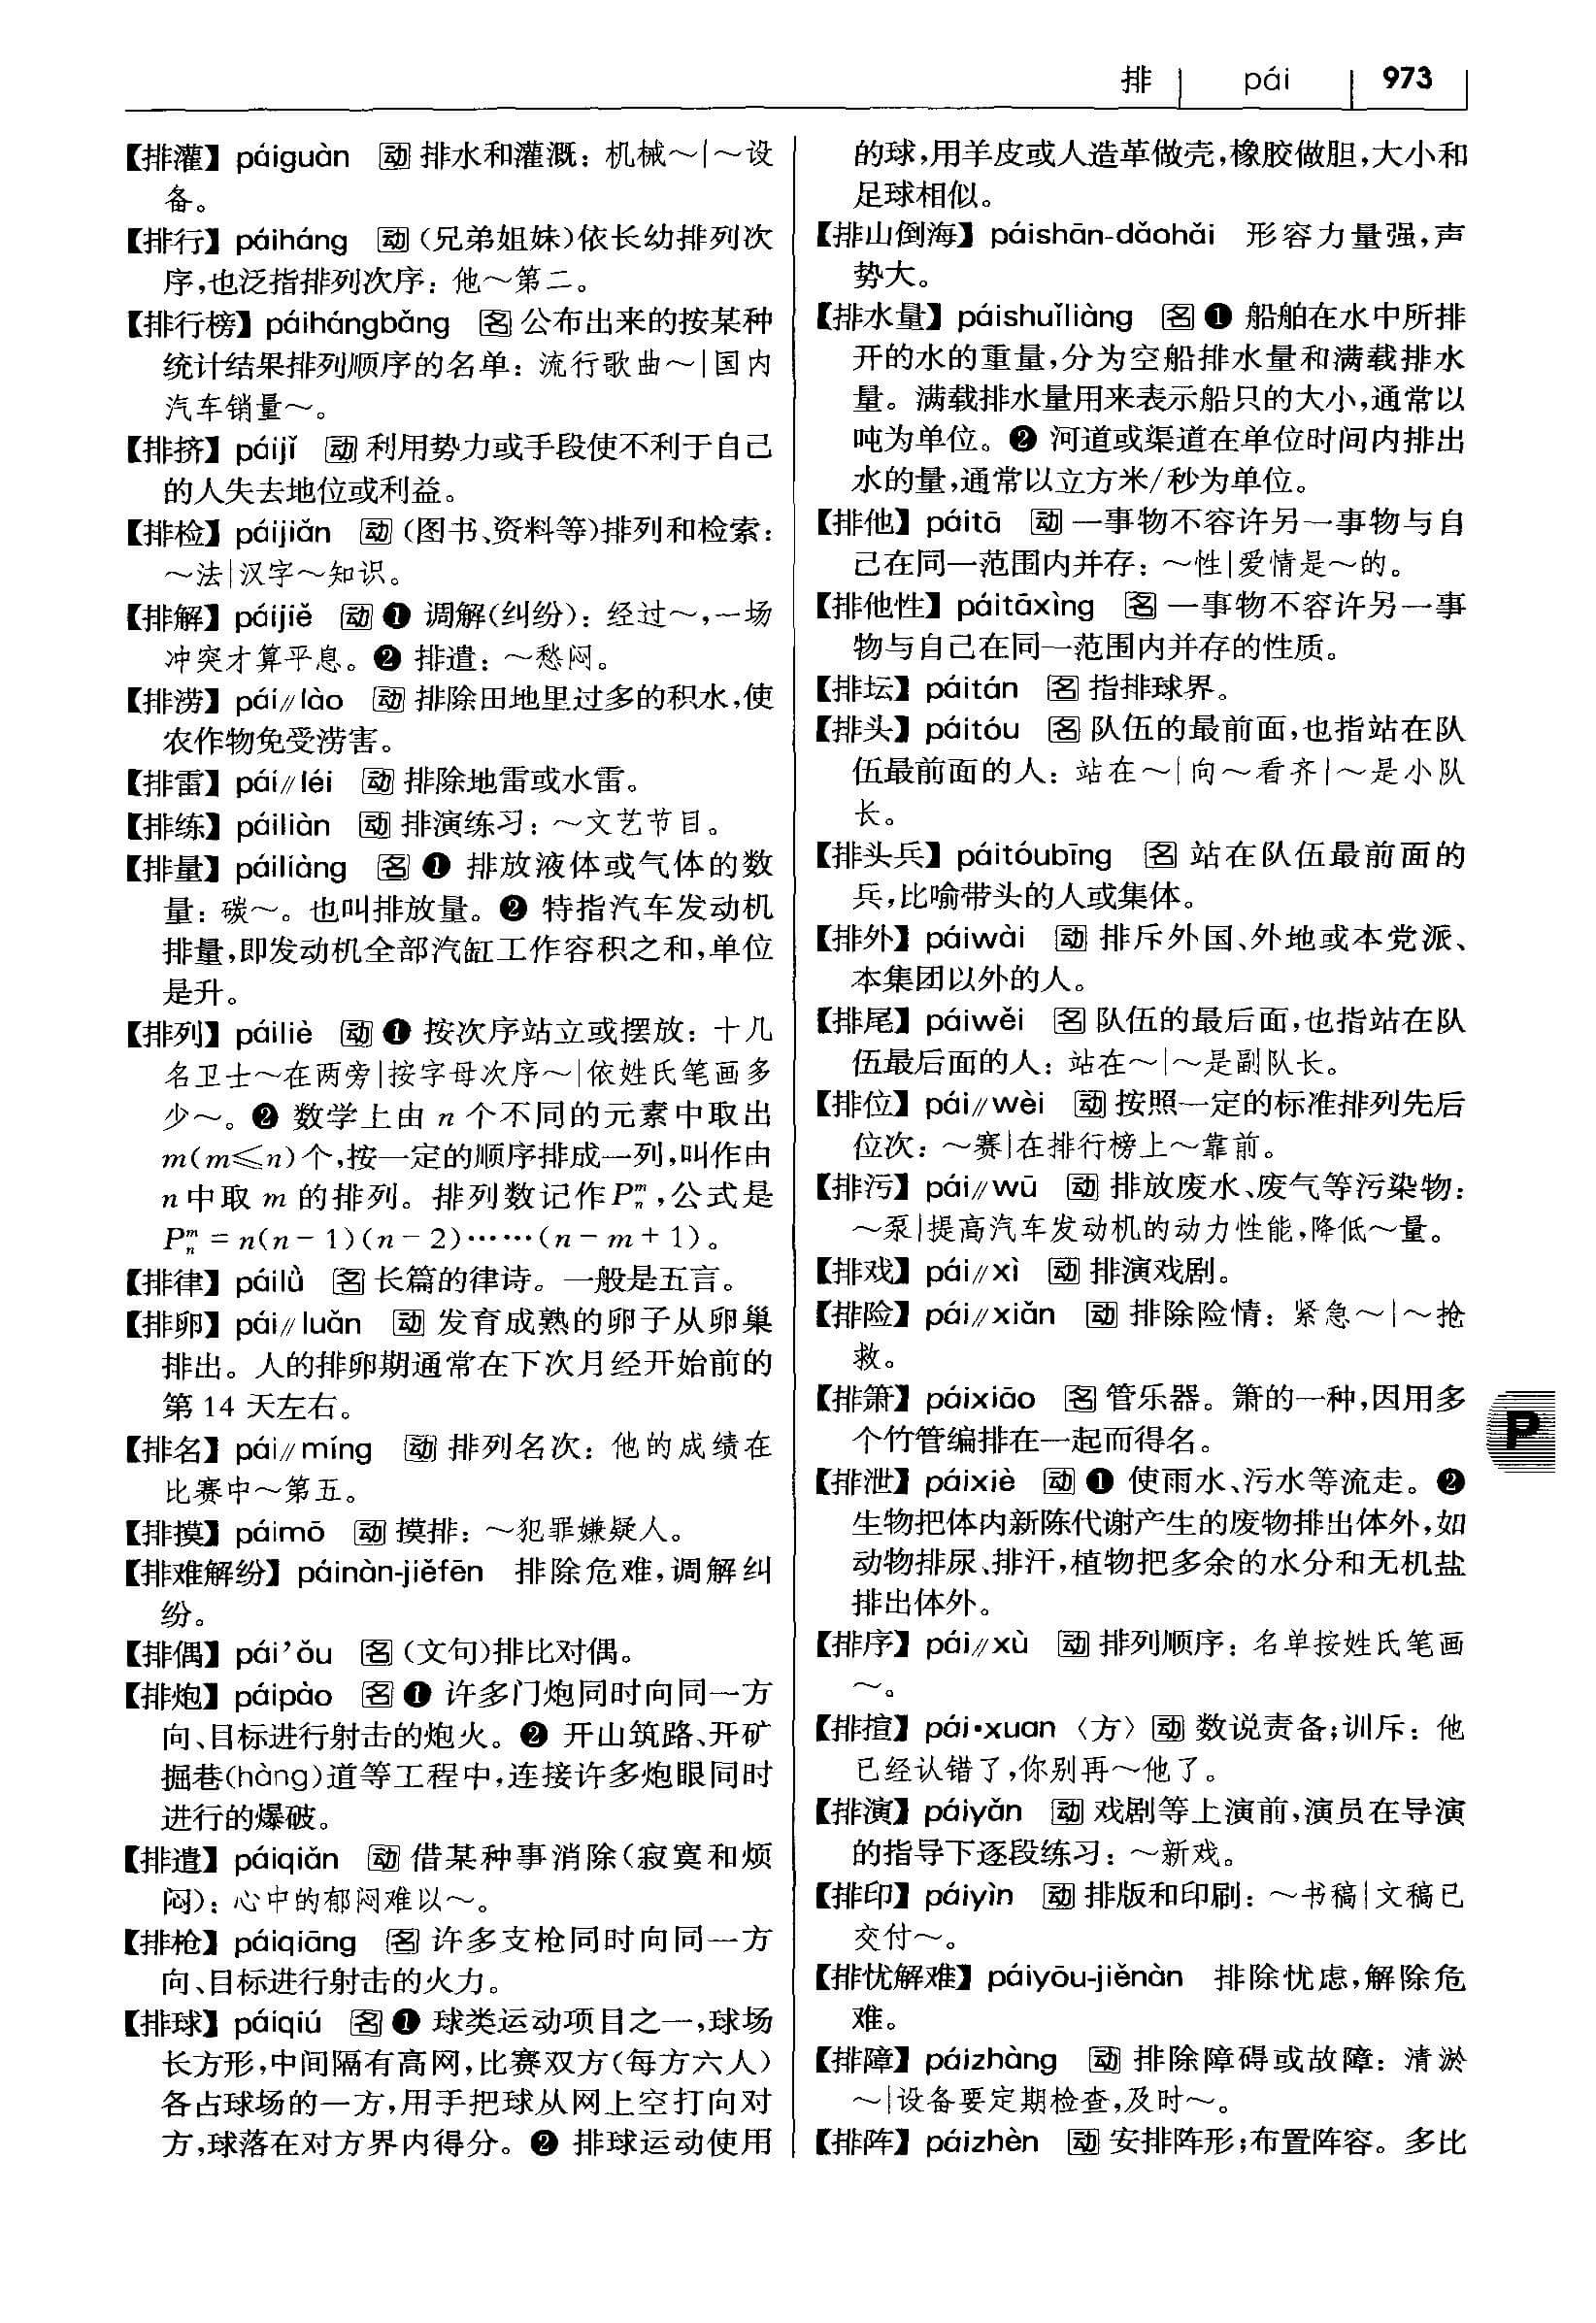 排 pái 973
【排灌】páiguàn 动 排水和灌溉：机械～|～设
备。
【排行】páiháng 动（兄弟姐妹）依长幼排列次
序，也泛指排列次序：他～第二。
【排行榜】páihángbǎng 名 公布出来的按某种
统计结果排列顺序的名单：流行歌曲～|国内
汽车销量～。
【排挤】páijǐ 动 利用势力或手段使不利于自己
的人失去地位或利益。
【排检】páijiǎn 动（图书、资料等）排列和检索：
～法|汉字～知识。
【排解】páijiě 动 ❶ 调解（纠纷）：经过～，一场
冲突才算平息。❷ 排遣：～愁闷。
【排涝】pái//lào 动 排除田地里过多的积水，使
农作物免受涝害。
【排雷】pái//léi 动 排除地雷或水雷。
【排练】páiliàn 动 排演练习：～文艺节目。
【排量】páiliàng 名 ❶ 排放液体或气体的数
量：碳～。也叫排放量。❷ 特指汽车发动机
排量，即发动机全部汽缸工作容积之和，单位
是升。
【排列】páiliè 动 ❶ 按次序站立或摆放：十几
名卫士～在两旁|按字母次序～|依姓氏笔画多
少～。❷ 数学上由 n 个不同的元素中取出
m(m⩽n)个，按一定的顺序排成一列，叫作由
n 中取 m 的排列。排列数记作Pₙᵐ，公式是
Pₙᵐ = n(n－1)(n－2)……(n－m＋1)。
【排律】páilǜ 名 长篇的律诗。一般是五言。
【排卵】pái//luǎn 动 发育成熟的卵子从卵巢
排出。人的排卵期通常在下次月经开始前的
第 14 天左右。
【排名】pái//míng 动 排列名次：他的成绩在
比赛中～第五。
【排摸】páimō 动 摸排：～犯罪嫌疑人。
【排难解纷】páinàn-jiěfēn 排除危难，调解纠
纷。
【排偶】pái’ǒu 名（文句）排比对偶。
【排炮】páipào 名 ❶ 许多门炮同时向同一方
向、目标进行射击的炮火。❷ 开山筑路、开矿
掘巷(hàng)道等工程中，连接许多炮眼同时
进行的爆破。
【排遣】páiqiǎn 动 借某种事消除（寂寞和烦
闷）：心中的郁闷难以～。
【排枪】páiqiāng 名 许多支枪同时向同一方
向、目标进行射击的火力。
【排球】páiqiú 名 ❶ 球类运动项目之一，球场
长方形，中间隔有高网，比赛双方（每方六人）
各占球场的一方，用手把球从网上空打向对
方，球落在对方界内得分。❷ 排球运动使用
的球，用羊皮或人造革做壳，橡胶做胆，大小和
足球相似。
【排山倒海】páishān-dǎohǎi 形容力量强，声
势大。
【排水量】páishuǐliàng 名 ❶ 船舶在水中所排
开的水的重量，分为空船排水量和满载排水
量。满载排水量用来表示船只的大小，通常以
吨为单位。❷ 河道或渠道在单位时间内排出
水的量，通常以立方米/秒为单位。
【排他】páitā 动 一事物不容许另一事物与自
己在同一范围内并存：～性|爱情是～的。
【排他性】páitāxìng 名 一事物不容许另一事
物与自己在同一范围内并存的性质。
【排坛】páitán 名 指排球界。
【排头】páitóu 名 队伍的最前面，也指站在队
伍最前面的人：站在～|向～看齐|～是小队
长。
【排头兵】páitóubīng 名 站在队伍最前面的
兵，比喻带头的人或集体。
【排外】páiwài 动 排斥外国、外地或本党派、
本集团以外的人。
【排尾】páiwěi 名 队伍的最后面，也指站在队
伍最后面的人：站在～|～是副队长。
【排位】pái//wèi 动 按照一定的标准排列先后
位次：～赛|在排行榜上～靠前。
【排污】pái//wū 动 排放废水、废气等污染物：
～泵|提高汽车发动机的动力性能，降低～量。
【排戏】pái//xì 动 排演戏剧。
【排险】pái//xiǎn 动 排除险情：紧急～|～抢
救。
【排箫】páixiāo 名 管乐器。箫的一种，因用多
个竹管编排在一起而得名。
P
【排泄】páixiè 动 ❶ 使雨水、污水等流走。❷
生物把体内新陈代谢产生的废物排出体外，如
动物排尿、排汗，植物把多余的水分和无机盐
排出体外。
【排序】pái//xù 动 排列顺序：名单按姓氏笔画
～。
【排揎】pái•xuan〈方〉动 数说责备；训斥：他
已经认错了，你别再～他了。
【排演】páiyǎn 动 戏剧等上演前，演员在导演
的指导下逐段练习：～新戏。
【排印】páiyìn 动 排版和印刷：～书稿|文稿已
交付～。
【排忧解难】páiyōu-jiěnàn 排除忧虑，解除危
难。
【排障】páizhàng 动 排除障碍或故障：清淤
～|设备要定期检查，及时～。
【排阵】páizhèn 动 安排阵形；布置阵容。多比